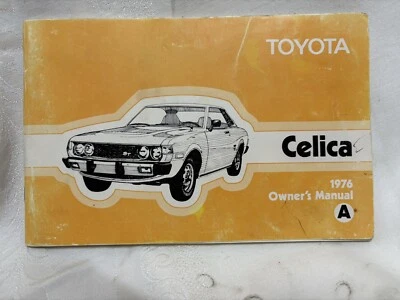 TOYOTA
Celica
1976
Owner's Manual
A